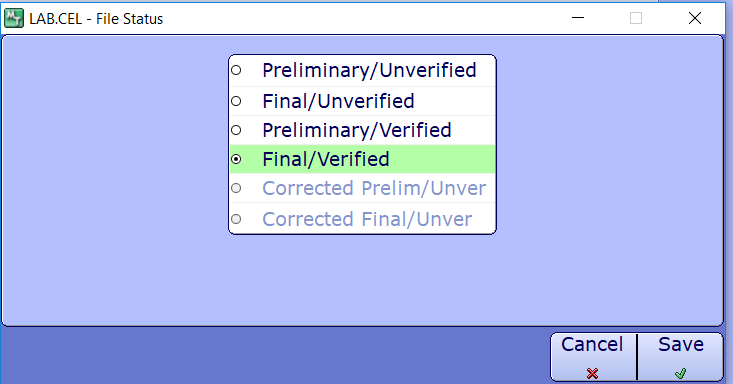 LAB.CEL - File Status
Preliminary/Unverified
Final/Unverified
Preliminary/Verified
Final/Verified
Corrected Prelim/Unver
Corrected Final/Unver
Cancel Save